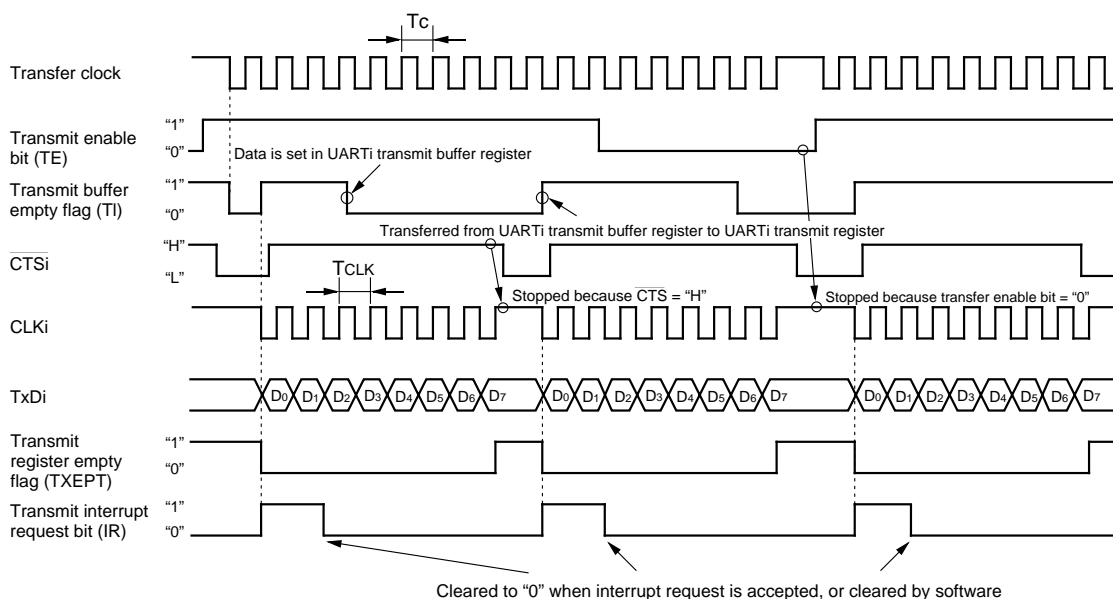 Tc
Transfer clock
Transmit enable
bit (TE)
“1”
“0”
Data is set in UARTi transmit buffer register
Transmit buffer
empty flag (Tl)
“1”
“0”
Transferred from UARTi transmit buffer register to UARTi transmit register
CTSi
“H”
“L”
TCLK
Stopped because CTS = “H”
Stopped because transfer enable bit = “0”
CLKi
TxDi
D0 D1 D2 D3 D4 D5 D6 D7 D0 D1 D2 D3 D4 D5 D6 D7 D0 D1 D2 D3 D4 D5 D6 D7
Transmit
register empty
flag (TXEPT)
“1”
“0”
Transmit interrupt
request bit (IR)
“1”
“0”
Cleared to “0” when interrupt request is accepted, or cleared by software